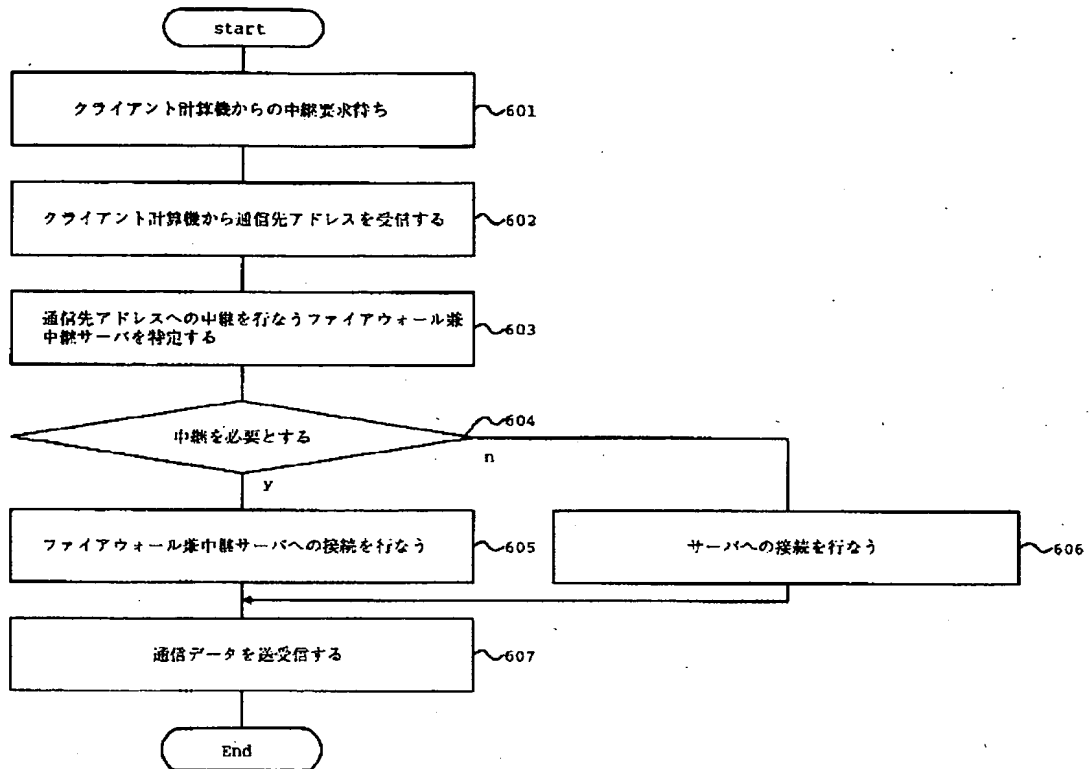 start
クライアント計算機からの中継要求待ち
601
クライアント計算機から通信先アドレスを受信する
602
通信先アドレスへの中継を行なうファイアウォール兼
中継サーバを特定する
603
604
中継を必要とする
n
y
ファイアウォール兼中継サーバへの接続を行なう
605
サーバへの接続を行なう
606
通信データを送受信する
607
End